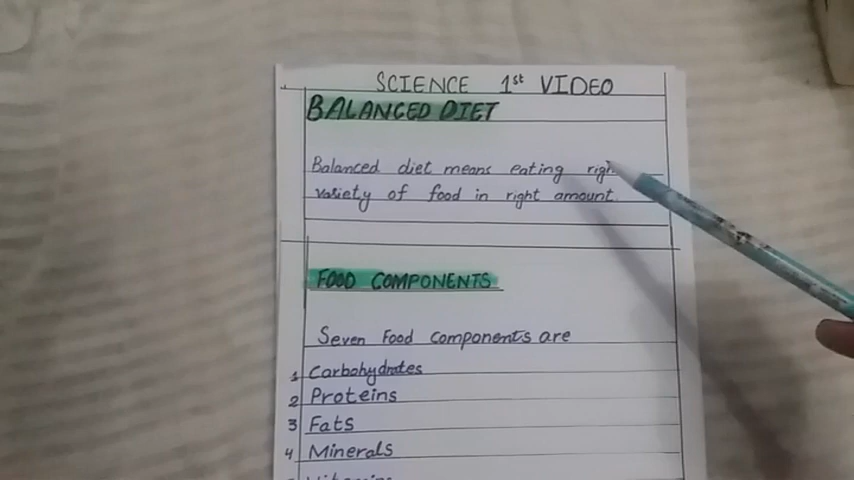 SCIENCE 1st VIDEO
BALANCED DIET
Balanced diet means eating
variety of food in right amount.
FOOD COMPONENTS
Seven Food Components are
1 Carbohydrates
2 Proteins
3 Fats
4 Minerals